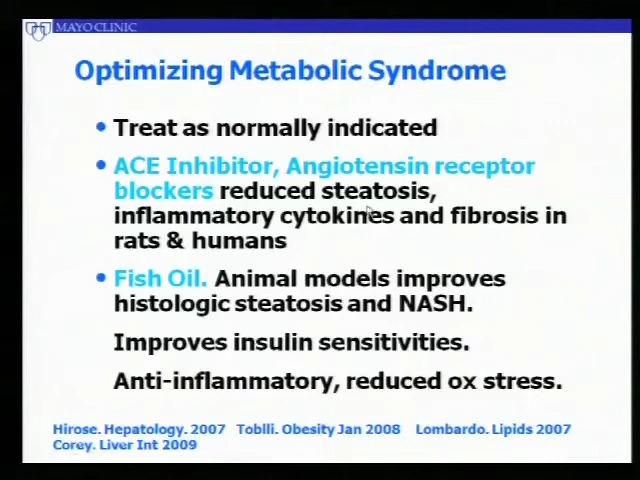 MAYO CLINIC
Optimizing Metabolic Syndrome
• Treat as normally indicated
• ACE Inhibitor, Angiotensin receptor
blockers reduced steatosis,
inflammatory cytokines and fibrosis in
rats & humans
• Fish Oil. Animal models improves
histologic steatosis and NASH.
Improves insulin sensitivities.
Anti-inflammatory, reduced ox stress.
Hirose. Hepatology. 2007 Toblli. Obesity Jan 2008 Lombardo. Lipids 2007
Corey. Liver Int 2009